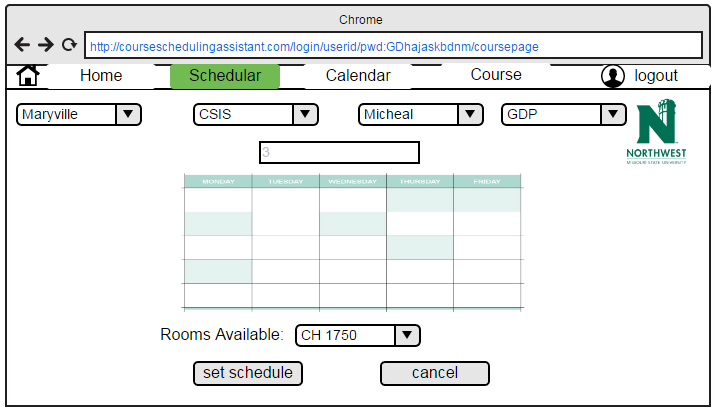 Chrome
http://courseschedulingassistant.com/login/userid/pwd:GDhajaskbdnm/coursepage
Home Schedular Calendar Course logout
Maryville CSIS Micheal GDP
3
NORTHWEST
MISSOURI STATE UNIVERSITY
MONDAY TUESDAY WEDNESDAY THURSDAY FRIDAY
Rooms Available: CH 1750
set schedule cancel